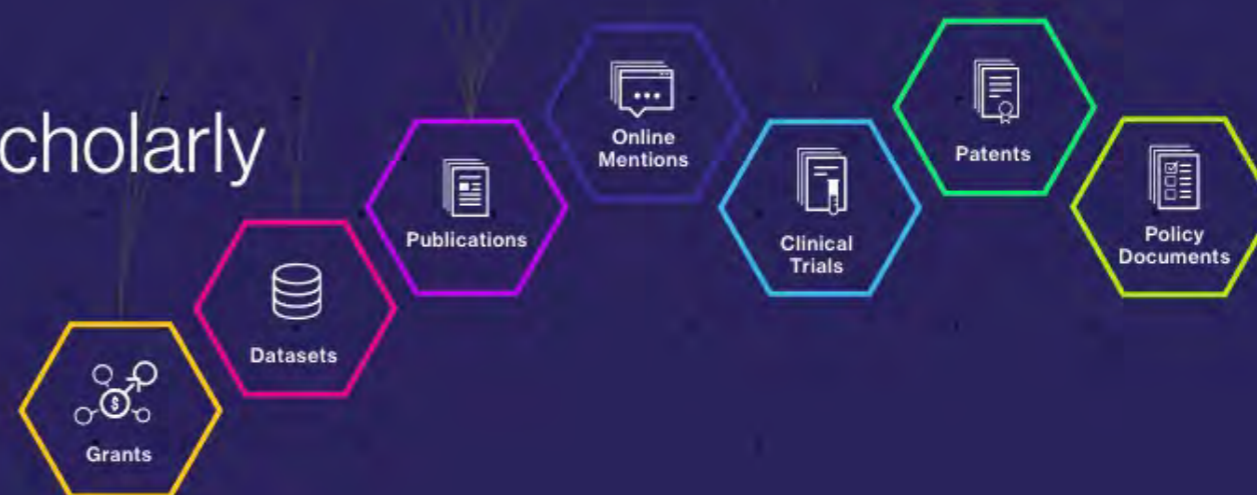 cholarly
Grants
Datasets
Publications
Online
Mentions
Clinical
Trials
Patents
Policy
Documents